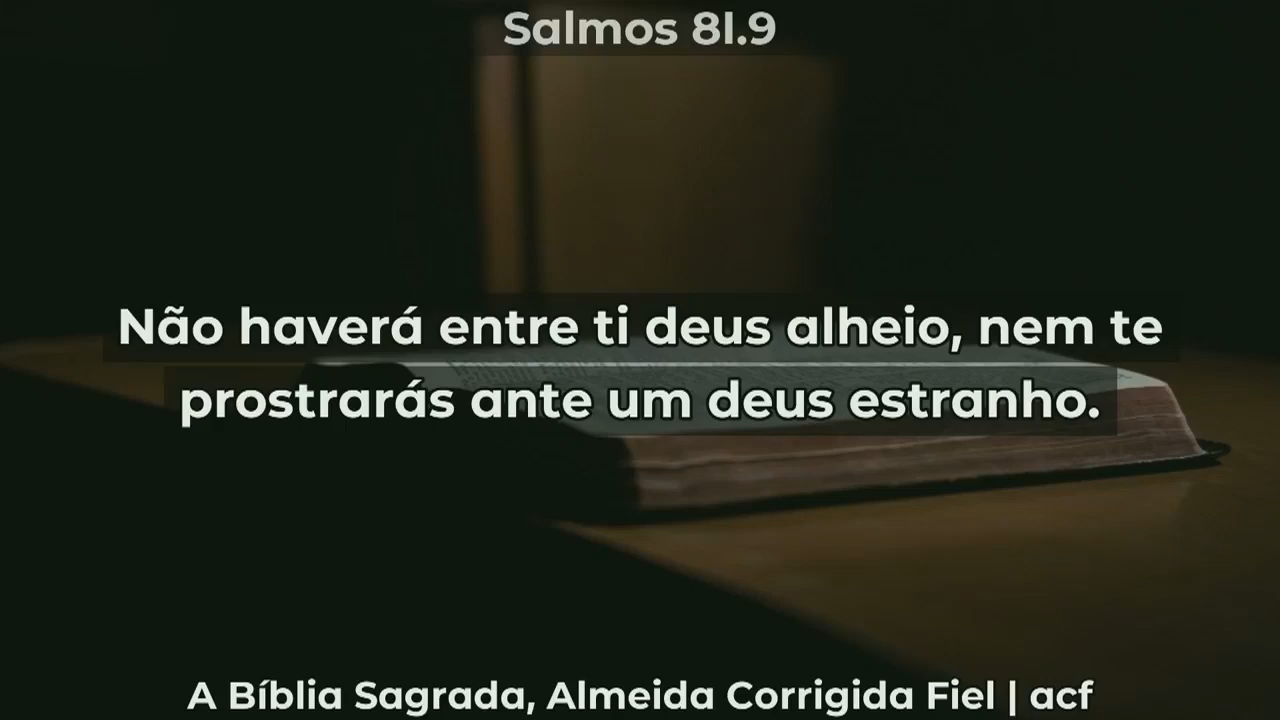 Salmos 81.9
Não haverá entre ti deus alheio, nem te
prostrarás ante um deus estranho.
A Bíblia Sagrada, Almeida Corrigida Fiel | acf